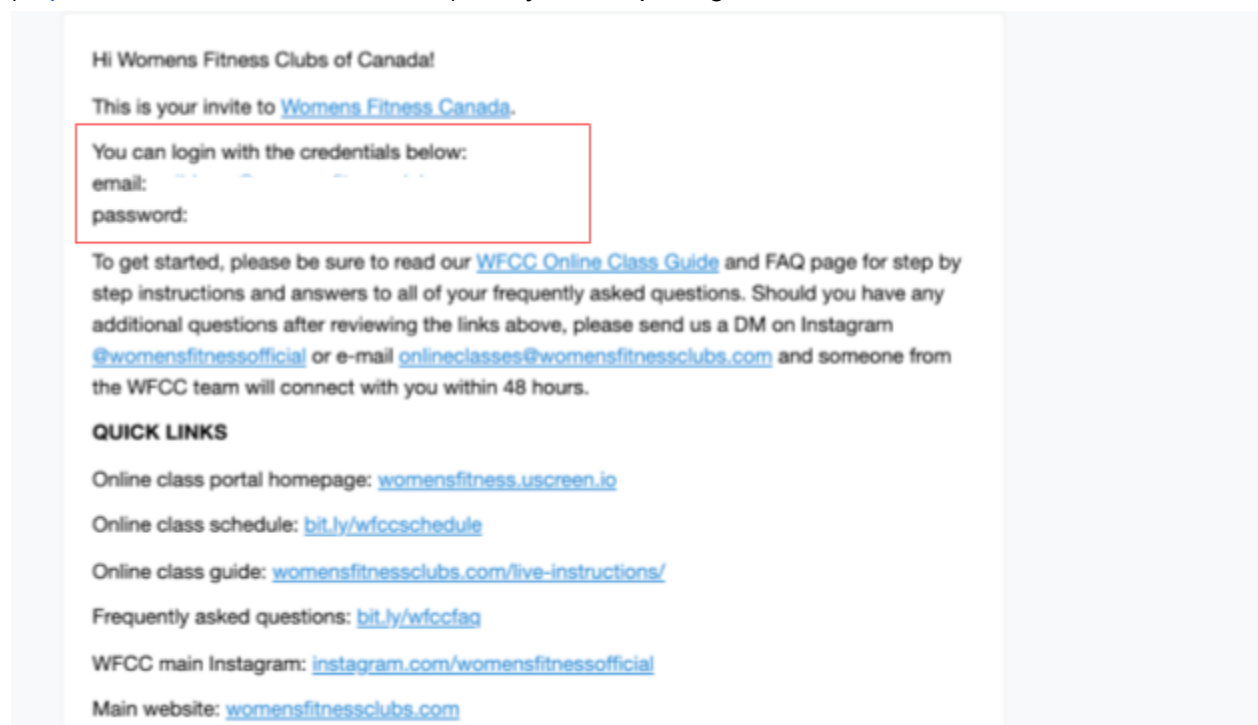 Hi Womens Fitness Clubs of Canada!
This is your invite to Womens Fitness Canada.
You can login with the credentials below:
email:
password:
To get started, please be sure to read our WFCC Online Class Guide and FAQ page for step by
step instructions and answers to all of your frequently asked questions. Should you have any
additional questions after reviewing the links above, please send us a DM on Instagram
@womensfitnessofficial or e-mail onlineclasses@womensfitnessclubs.com and someone from
the WFCC team will connect with you within 48 hours.
QUICK LINKS
Online class portal homepage: womensfitness.uscreen.io
Online class schedule: bit.ly/wfccschedule
Online class guide: womensfitnessclubs.com/live-instructions/
Frequently asked questions: bit.ly/wfccfaq
WFCC main Instagram: instagram.com/womensfitnessofficial
Main website: womensfitnessclubs.com